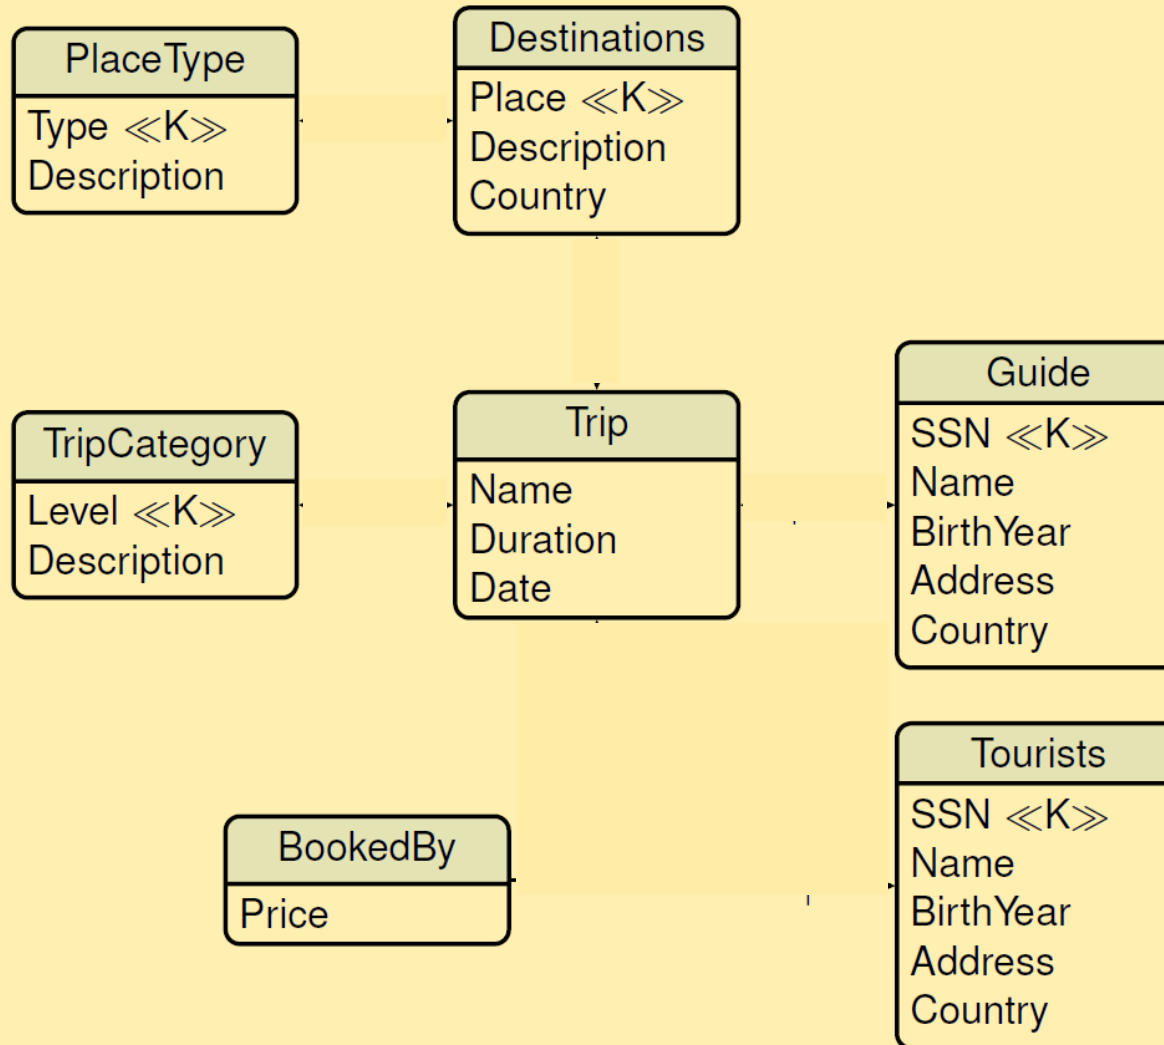 PlaceType
Type ≪K≫
Description
Destinations
Place ≪K≫
Description
Country
TripCategory
Level ≪K≫
Description
Trip
Name
Duration
Date
Guide
SSN ≪K≫
Name
BirthYear
Address
Country
BookedBy
Price
Tourists
SSN ≪K≫
Name
BirthYear
Address
Country